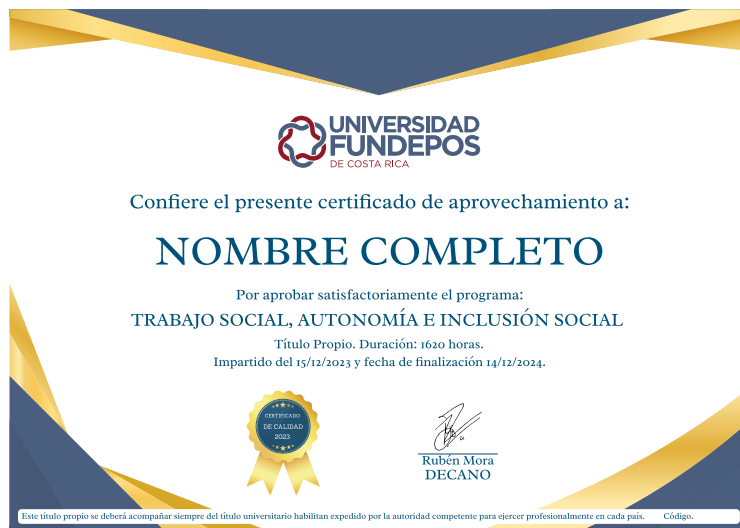 UNIVERSIDAD
FUNDEPOS
DE COSTA RICA
Confiere el presente certificado de aprovechamiento a:
NOMBRE COMPLETO
Por aprobar satisfactoriamente el programa:
TRABAJO SOCIAL, AUTONOMÍA E INCLUSIÓN SOCIAL
Título Propio. Duración: 1620 horas.
Impartido del 15/12/2023 y fecha de finalización 14/12/2024.
CERTIFICADO
DE CALIDAD
2023
Rubén Mora
DECANO
Este título propio se deberá acompañar siempre del título universitario habilitan expedido por la autoridad competente para ejercer profesionalmente en cada país. Código.